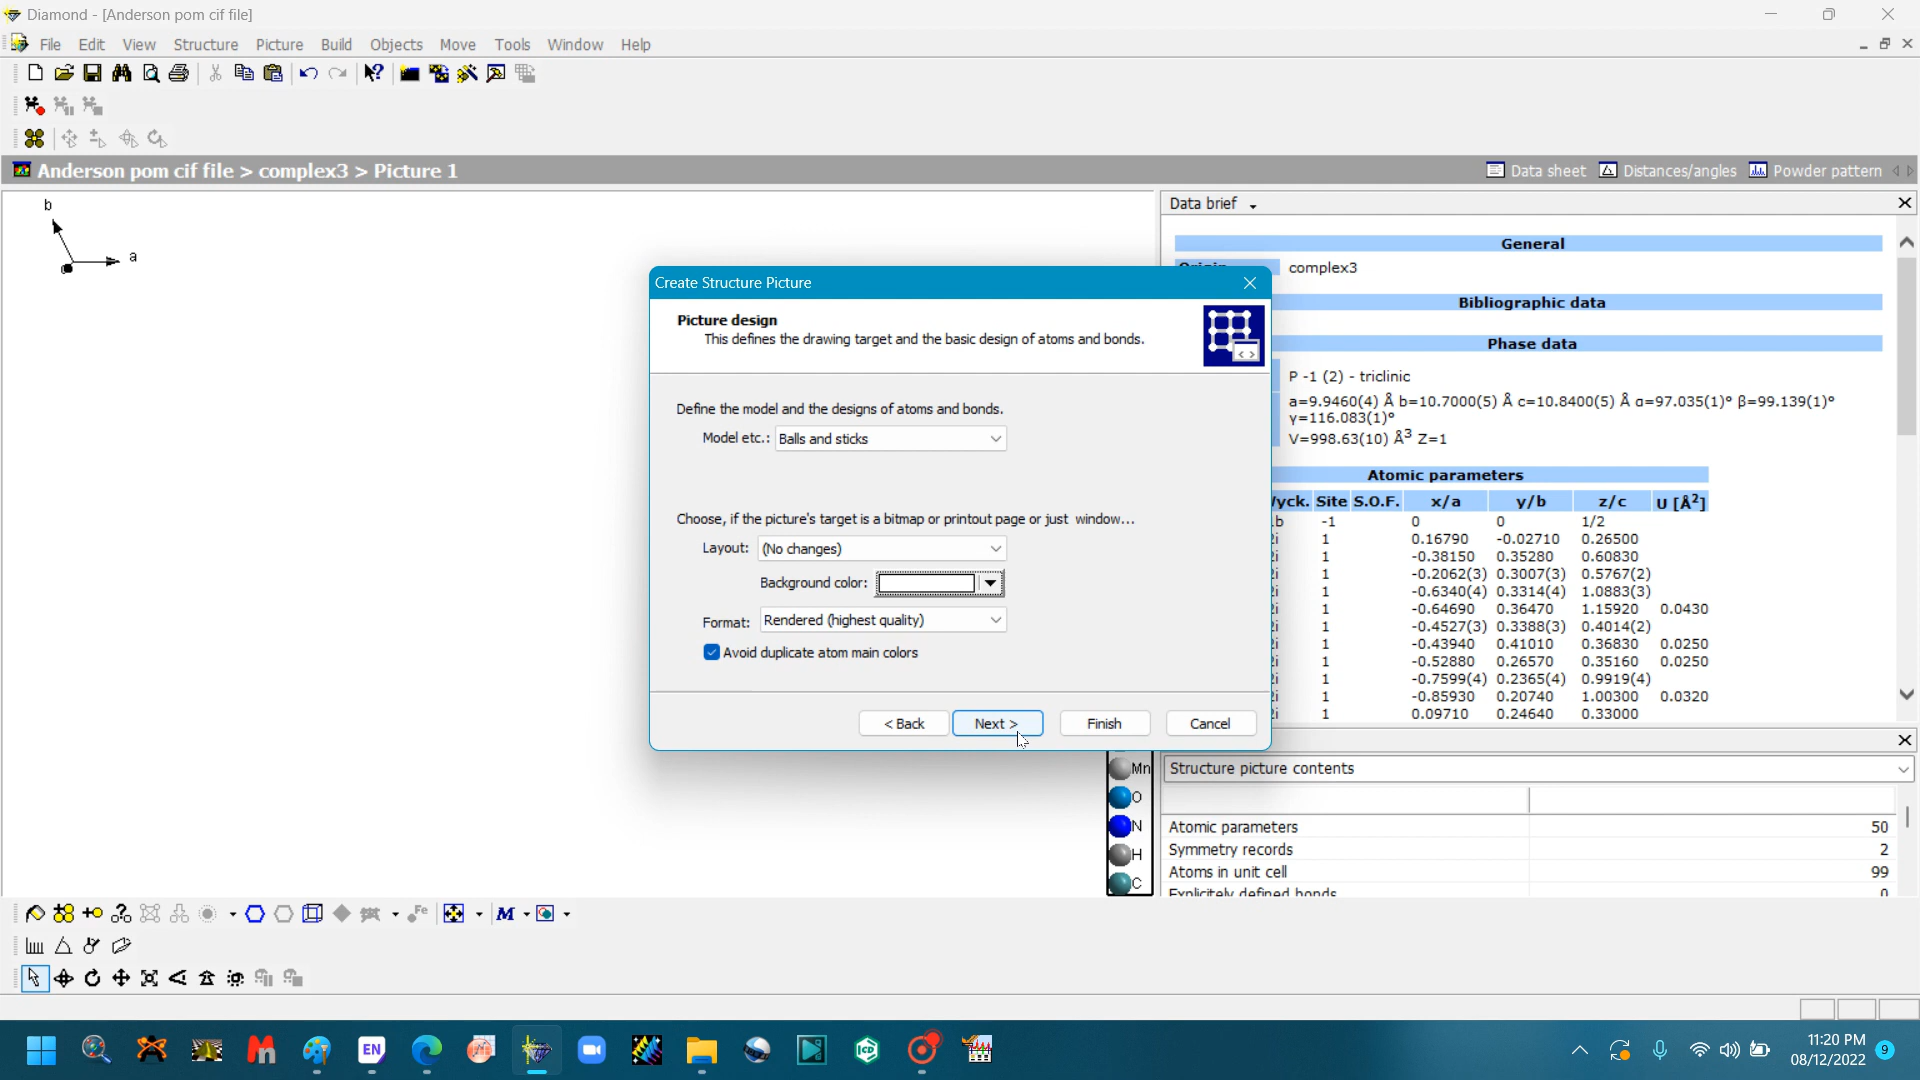 Diamond - [Anderson pom cif file]
File Edit View Structure Picture Build Objects Move Tools Window Help
Anderson pom cif file > complex3 > Picture 1
Data sheet Distances/angles Powder pattern
b
a
Data brief
General
complex3
Bibliographic data
Phase data
P -1 (2) - triclinic
a=9.9460(4) Å b=10.7000(5) Å c=10.8400(5) Å α=97.035(1)° β=99.139(1)°
γ=116.083(1)°
V=998.63(10) Å3 Z=1
Atomic parameters
Site S.O.F. x/a y/b z/c U [Å2]
-1 0 0 1/2
1 0.16790 -0.02710 0.26500
1 -0.38150 0.35280 0.60830
1 -0.2062(3) 0.3007(3) 0.5767(2)
1 -0.6340(4) 0.3314(4) 1.0883(3)
1 -0.64690 0.36470 1.15920 0.0430
1 -0.4527(3) 0.3388(3) 0.4014(2)
1 -0.43940 0.41010 0.36830 0.0250
1 -0.52880 0.26570 0.35160 0.0250
1 -0.7599(4) 0.2365(4) 0.9919(4)
1 -0.85930 0.20740 1.00300 0.0320
1 0.09710 0.24640 0.33000
Create Structure Picture
Picture design
This defines the drawing target and the basic design of atoms and bonds.
Define the model and the designs of atoms and bonds.
Model etc.: Balls and sticks
Choose, if the picture's target is a bitmap or printout page or just window...
Layout: (No changes)
Background color:
Format: Rendered (highest quality)
Avoid duplicate atom main colors
< Back Next > Finish Cancel
Mn
O
N
H
C
Structure picture contents
Atomic parameters 50
Symmetry records 2
Atoms in unit cell 99
Explicitely defined bonds 0
Fe
M
EN
ICD
11:20 PM
08/12/2022
9